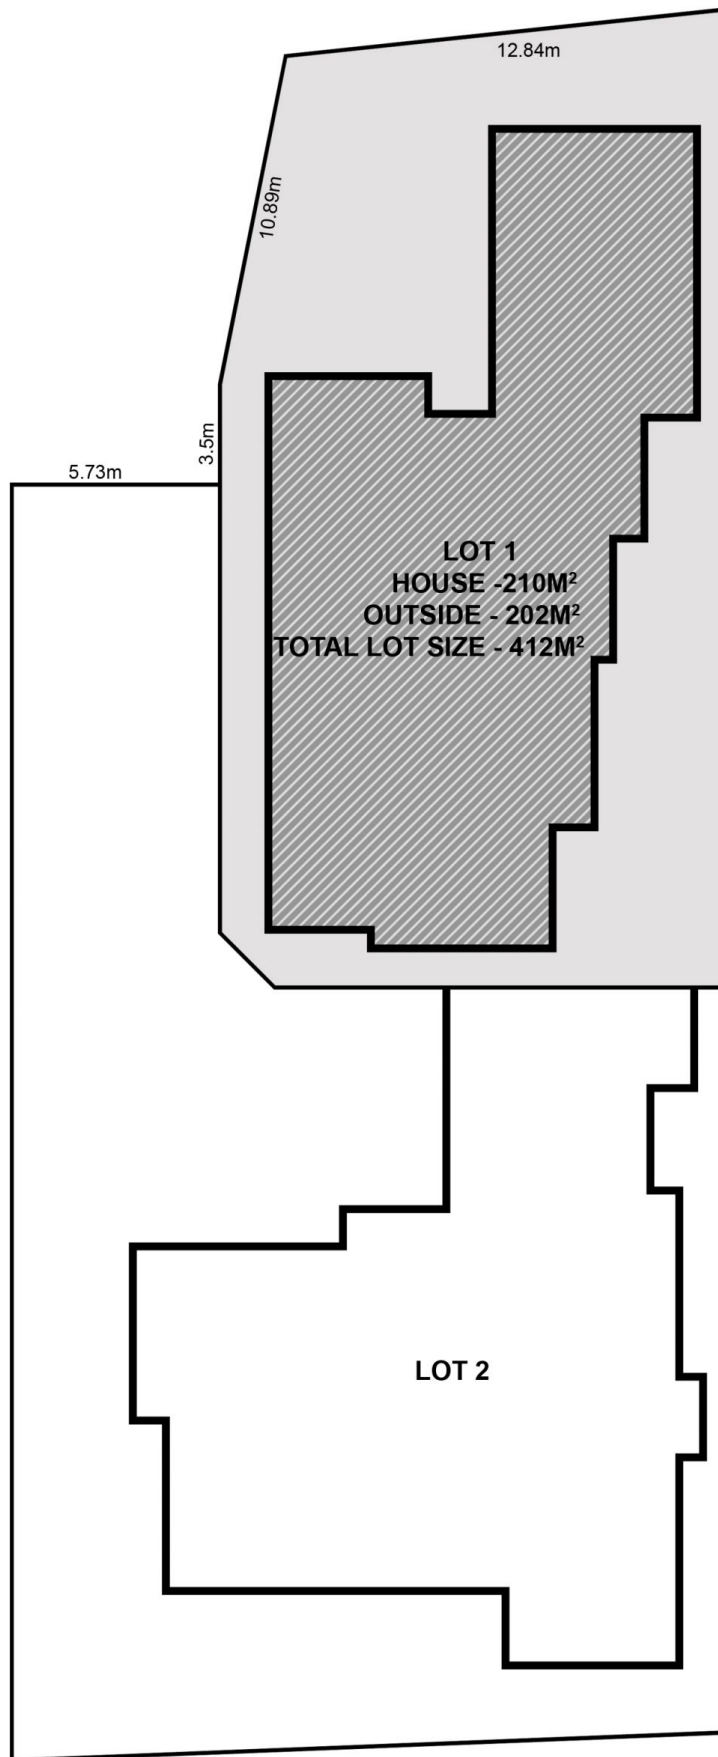 12.84m
10.89m
3.5m
5.73m
LOT 1
HOUSE -210M²
OUTSIDE - 202M²
TOTAL LOT SIZE - 412M²
LOT 2